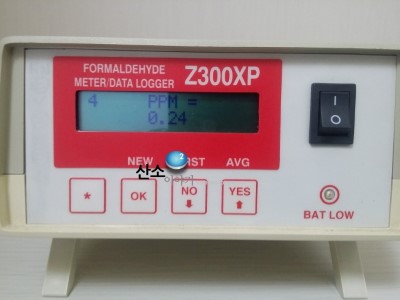 FORMALDEHYDE
METER/DATA LOGGER Z300XP
4 PPM =
0.24
NEW RST AVG
산소
* OK NO YES
BAT LOW
I
O